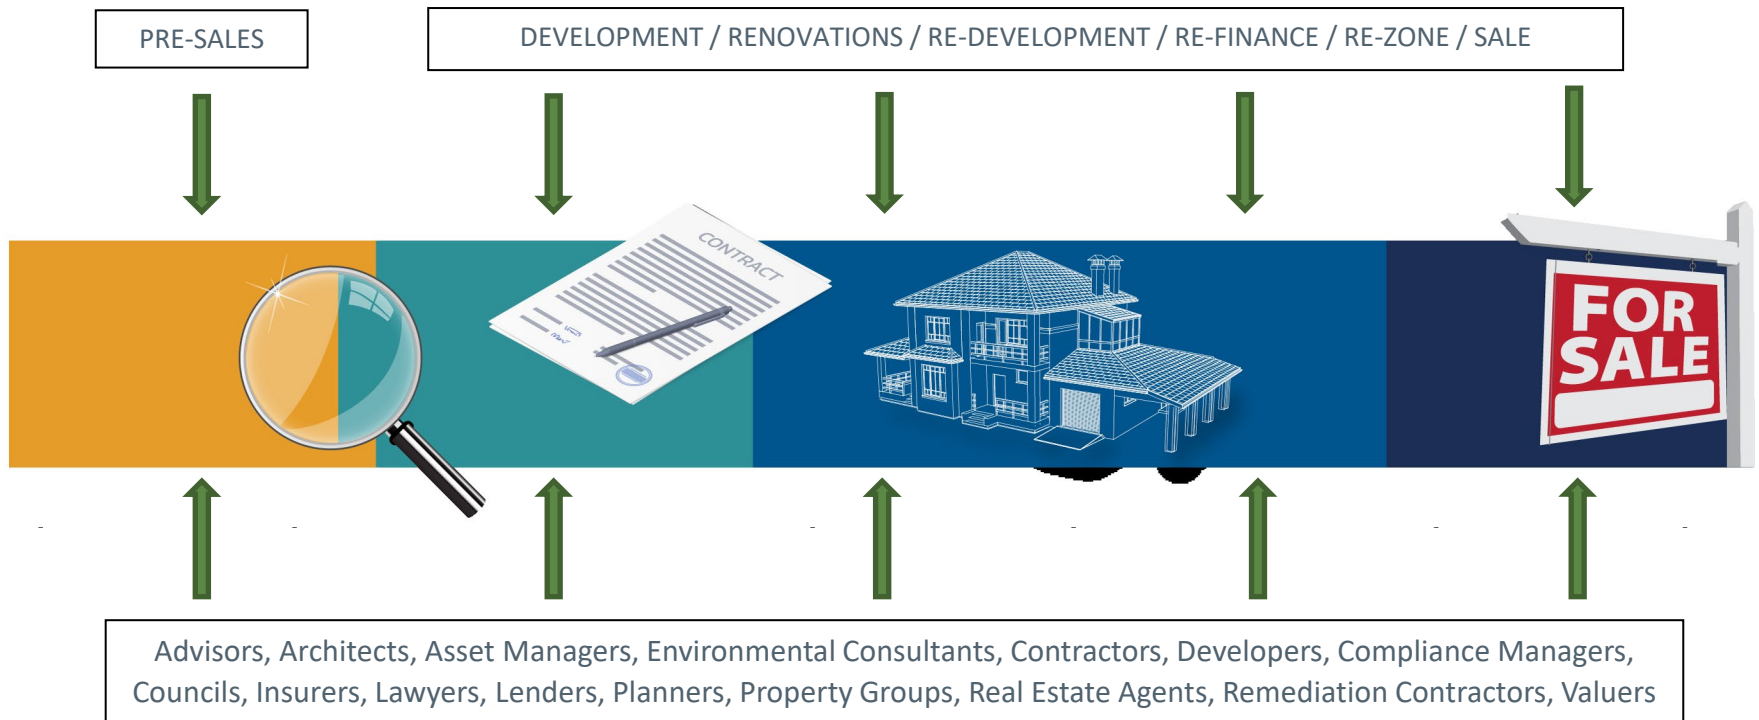 PRE-SALES
DEVELOPMENT / RENOVATIONS / RE-DEVELOPMENT / RE-FINANCE / RE-ZONE / SALE
CONTRACT
FOR
SALE
Advisors, Architects, Asset Managers, Environmental Consultants, Contractors, Developers, Compliance Managers,
Councils, Insurers, Lawyers, Lenders, Planners, Property Groups, Real Estate Agents, Remediation Contractors, Valuers